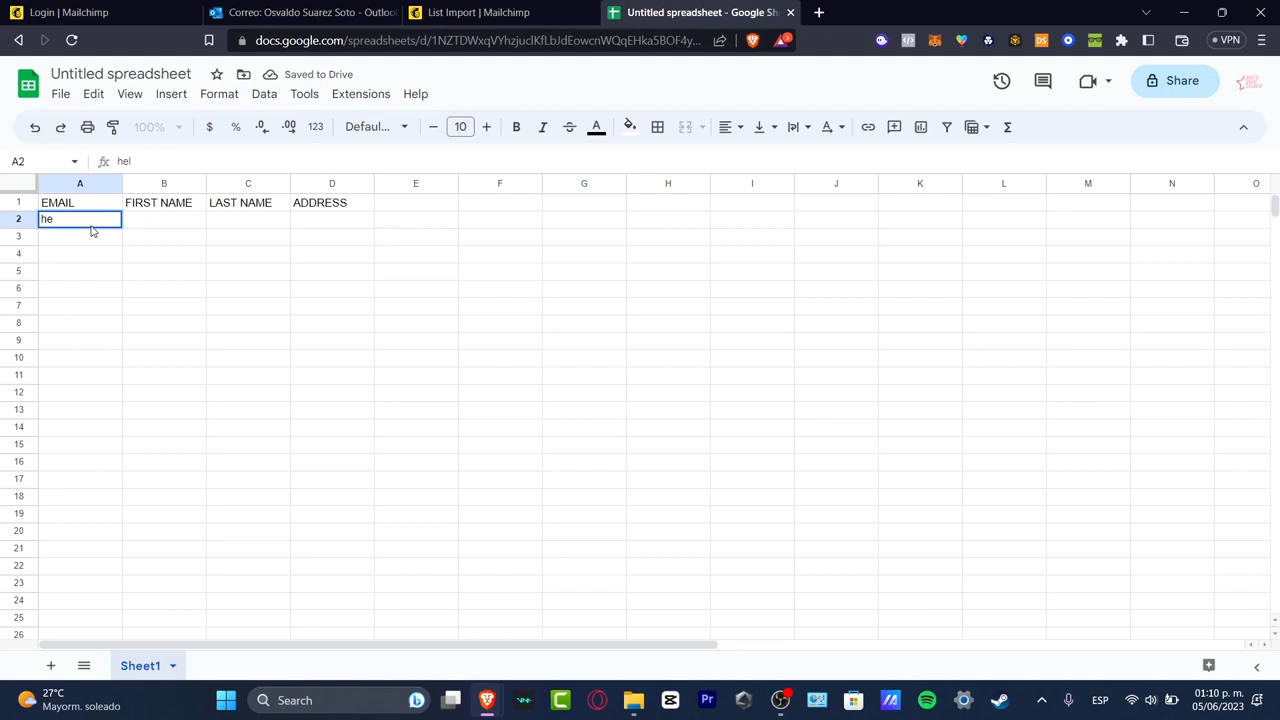 Login | Mailchimp
Correo: Osvaldo Suarez Soto - Outloo
List Import | Mailchimp
Untitled spreadsheet - Google Sh
docs.google.com/spreadsheets/d/1NZTDWxqVYhzjuclKfLbJdEowcnWQqEHka5BOF4y...
3
VPN
Untitled spreadsheet
Saved to Drive
File Edit View Insert Format Data Tools Extensions Help
Share
100% $ % .0 .00 123 Defaul... 10 B I S A Σ
A2 fx hel
A B C D E F G H I J K L M N O
1 EMAIL FIRST NAME LAST NAME ADDRESS
2 he
3
4
5
6
7
8
9
10
11
12
13
14
15
16
17
18
19
20
21
22
23
24
25
26
Sheet1
27°C
Mayorm. soleado
Search
Pr
ESP
01:10 p. m.
05/06/2023